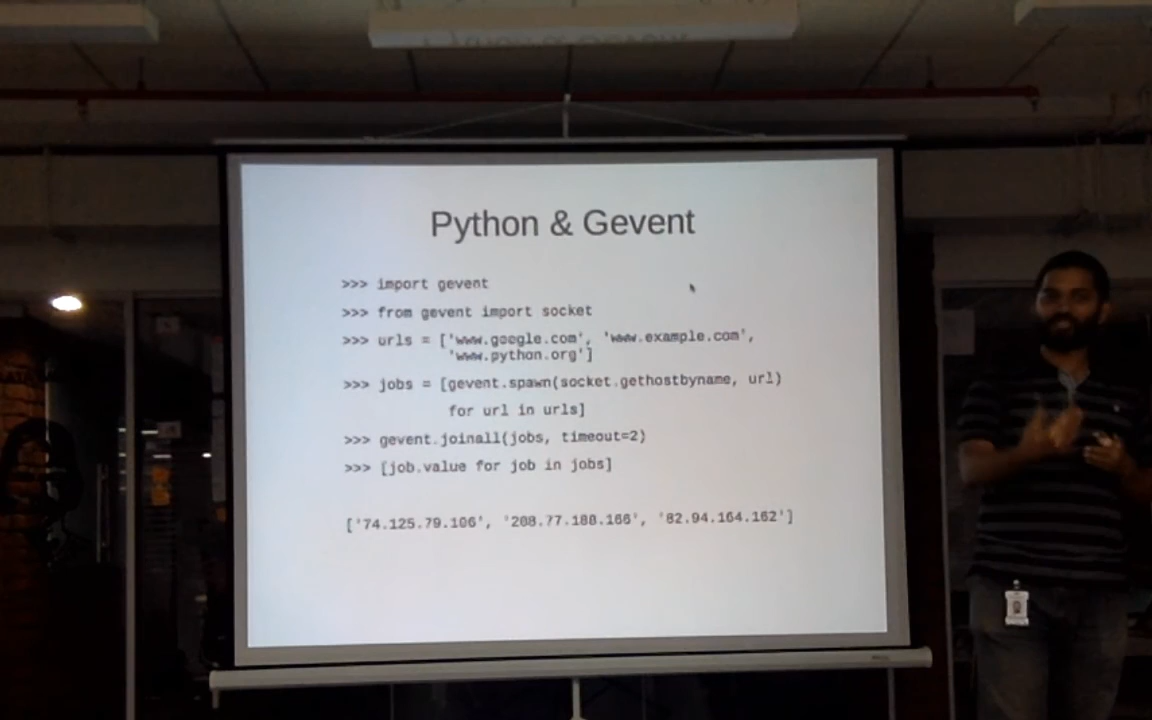 Python & Gevent
>>> import gevent
>>> from gevent import socket
>>> urls = ['www.google.com', 'www.example.com',
'www.python.org']
>>> jobs = [gevent.spawn(socket.gethostbyname, url)
for url in urls]
>>> gevent.joinall(jobs, timeout=2)
>>> [job.value for job in jobs]
['74.125.79.106', '208.77.188.166', '82.94.164.162']